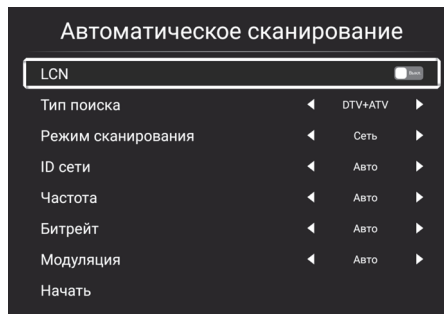 Автоматическое сканирование
LCN Выкл
Тип поиска DTV+ATV
Режим сканирования Сеть
ID сети Авто
Частота Авто
Битрейт Авто
Модуляция Авто
Начать